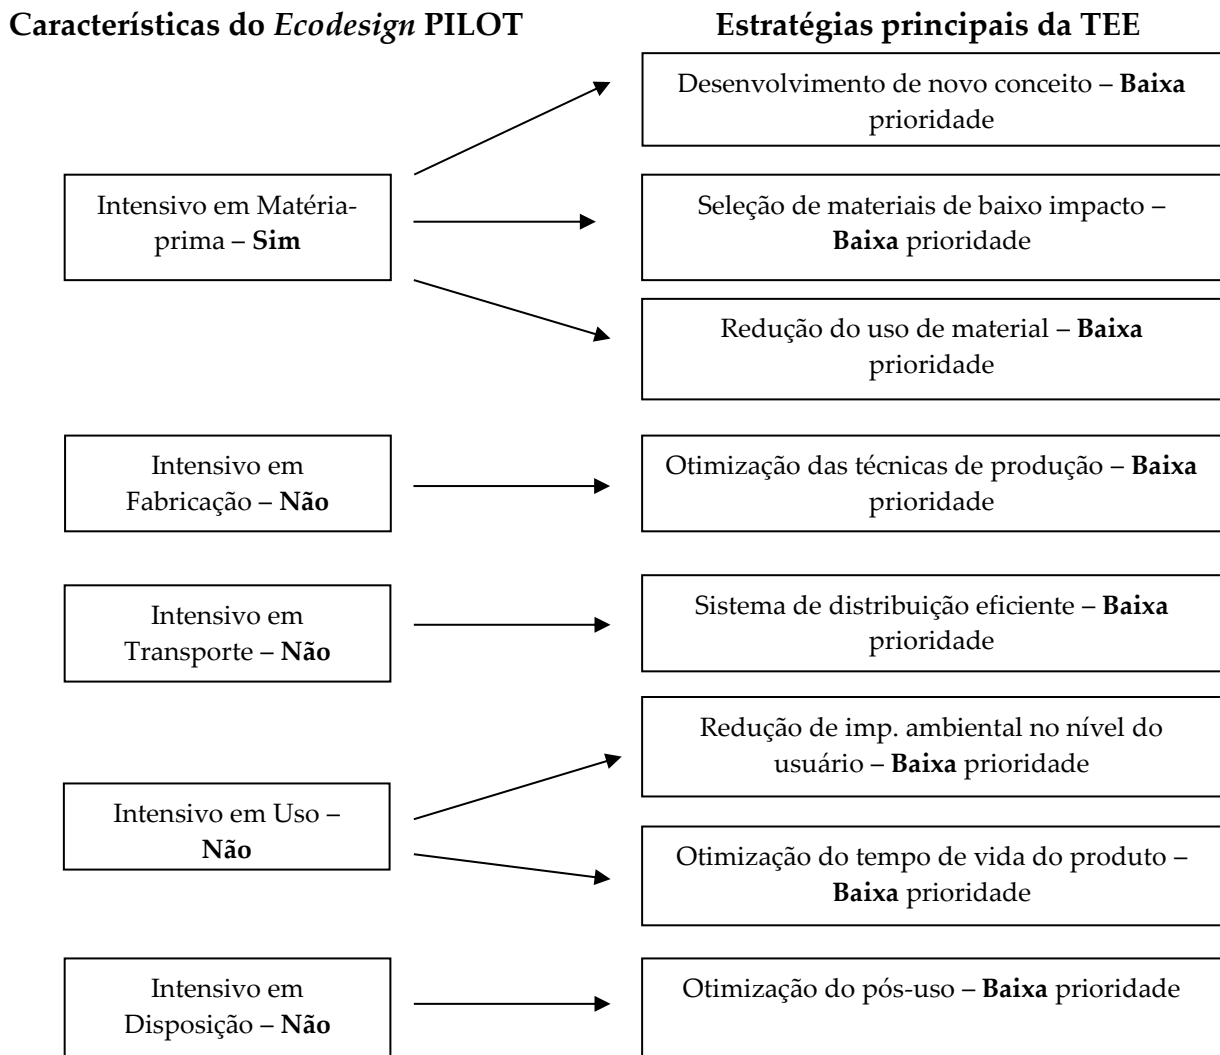 Características do Ecodesign PILOT
Estratégias principais da TEE
Desenvolvimento de novo conceito – Baixa
prioridade
Intensivo em Matéria-
prima – Sim
Seleção de materiais de baixo impacto –
Baixa prioridade
Redução do uso de material – Baixa
prioridade
Intensivo em
Fabricação – Não
Otimização das técnicas de produção – Baixa
prioridade
Intensivo em
Transporte – Não
Sistema de distribuição eficiente – Baixa
prioridade
Intensivo em Uso –
Não
Redução de imp. ambiental no nível do
usuário – Baixa prioridade
Otimização do tempo de vida do produto –
Baixa prioridade
Intensivo em
Disposição – Não
Otimização do pós-uso – Baixa prioridade